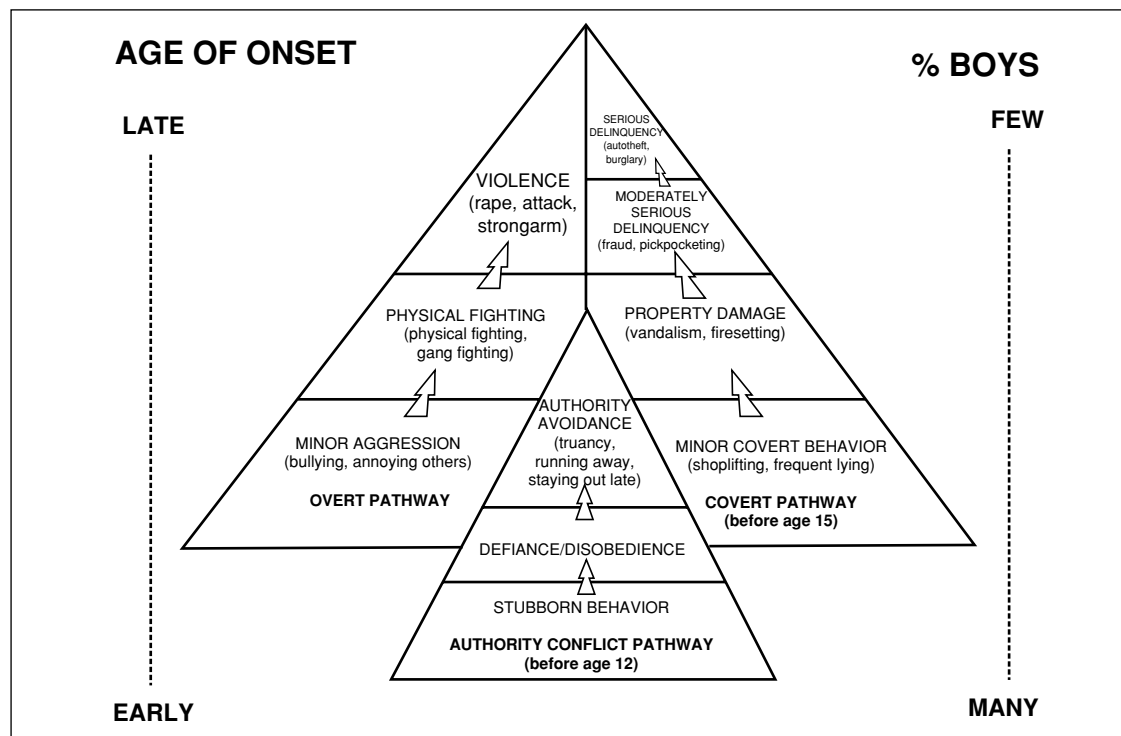 AGE OF ONSET
% BOYS
LATE
FEW
SERIOUS
DELINQUENCY
(autotheft,
burglary)
VIOLENCE
(rape, attack,
strongarm)
MODERATELY
SERIOUS
DELINQUENCY
(fraud, pickpocketing)
PHYSICAL FIGHTING
(physical fighting,
gang fighting)
PROPERTY DAMAGE
(vandalism, firesetting)
AUTHORITY
AVOIDANCE
(truancy,
running away,
staying out late)
MINOR AGGRESSION
(bullying, annoying others)
OVERT PATHWAY
MINOR COVERT BEHAVIOR
(shoplifting, frequent lying)
COVERT PATHWAY
(before age 15)
DEFIANCE/DISOBEDIENCE
STUBBORN BEHAVIOR
AUTHORITY CONFLICT PATHWAY
(before age 12)
EARLY
MANY